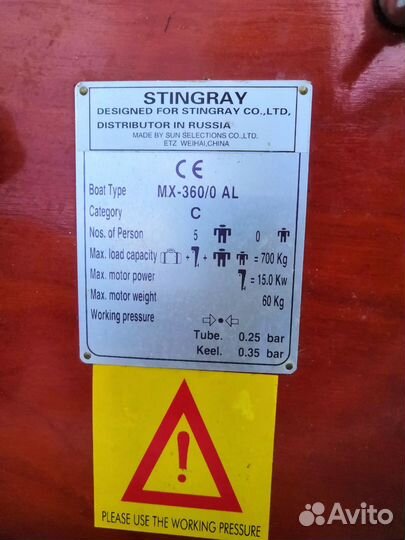 STINGRAY
DESIGNED FOR STINGRAY CO.,LTD,
DISTRIBUTOR IN RUSSIA
MADE BY SUN SELECTIONS CO.,LTD.
ETZ WEIHAI,CHINA
CE
Boat Type MX-360/0 AL
Category C
Nos. of Person 5 0
Max. load capacity + + = 700 Kg
Max. motor power = 15.0 Kw
Max. motor weight 60 Kg
Working pressure
Tube. 0.25 bar
Keel. 0.35 bar
!
PLEASE USE THE WORKING PRESSURE
Avito